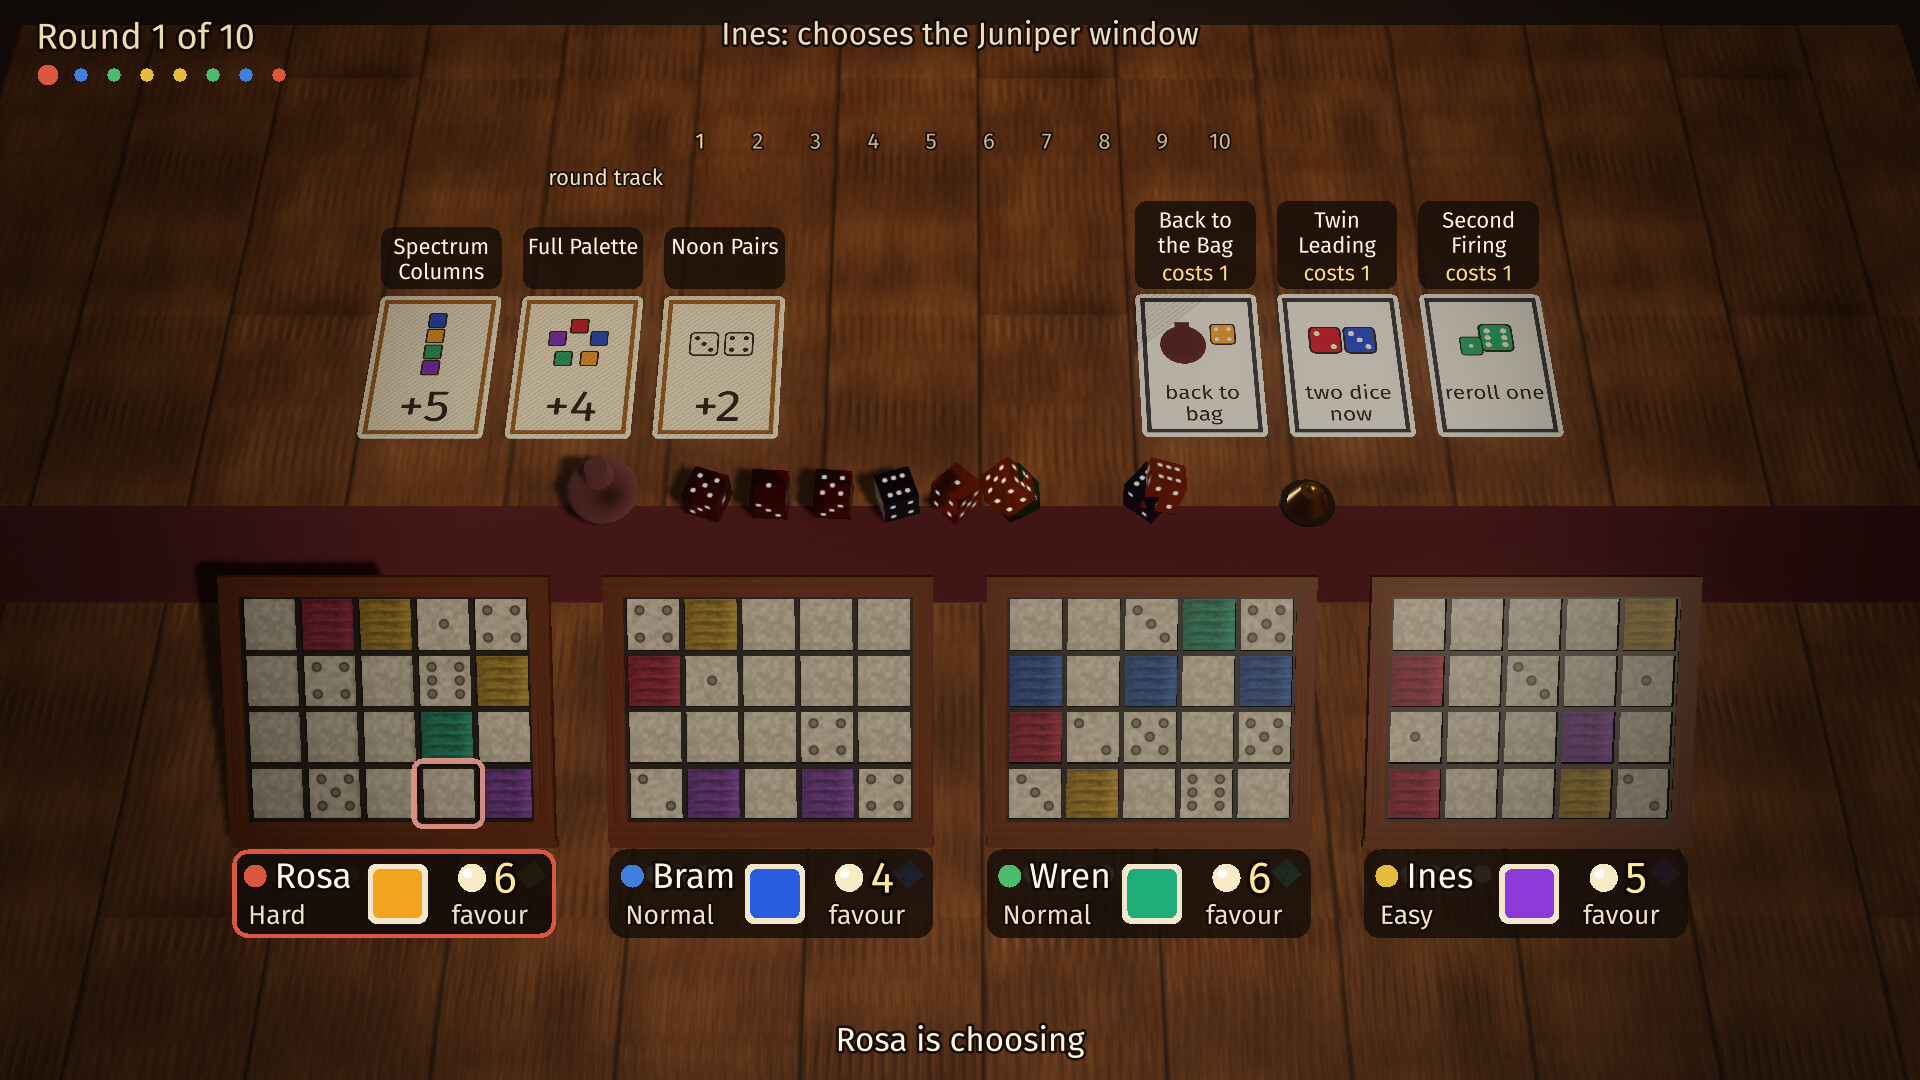 Round 1 of 10
Ines: chooses the Juniper window
1 2 3 4 5 6 7 8 9 10
round track
Spectrum
Columns
Full Palette
Noon Pairs
Back to
the Bag
costs 1
Twin
Leading
costs 1
Second
Firing
costs 1
+5
+4
+2
back to
bag
two dice
now
reroll one
Rosa
6
Hard
favour
Bram
4
Normal
favour
Wren
6
Normal
favour
Ines
5
Easy
favour
Rosa is choosing